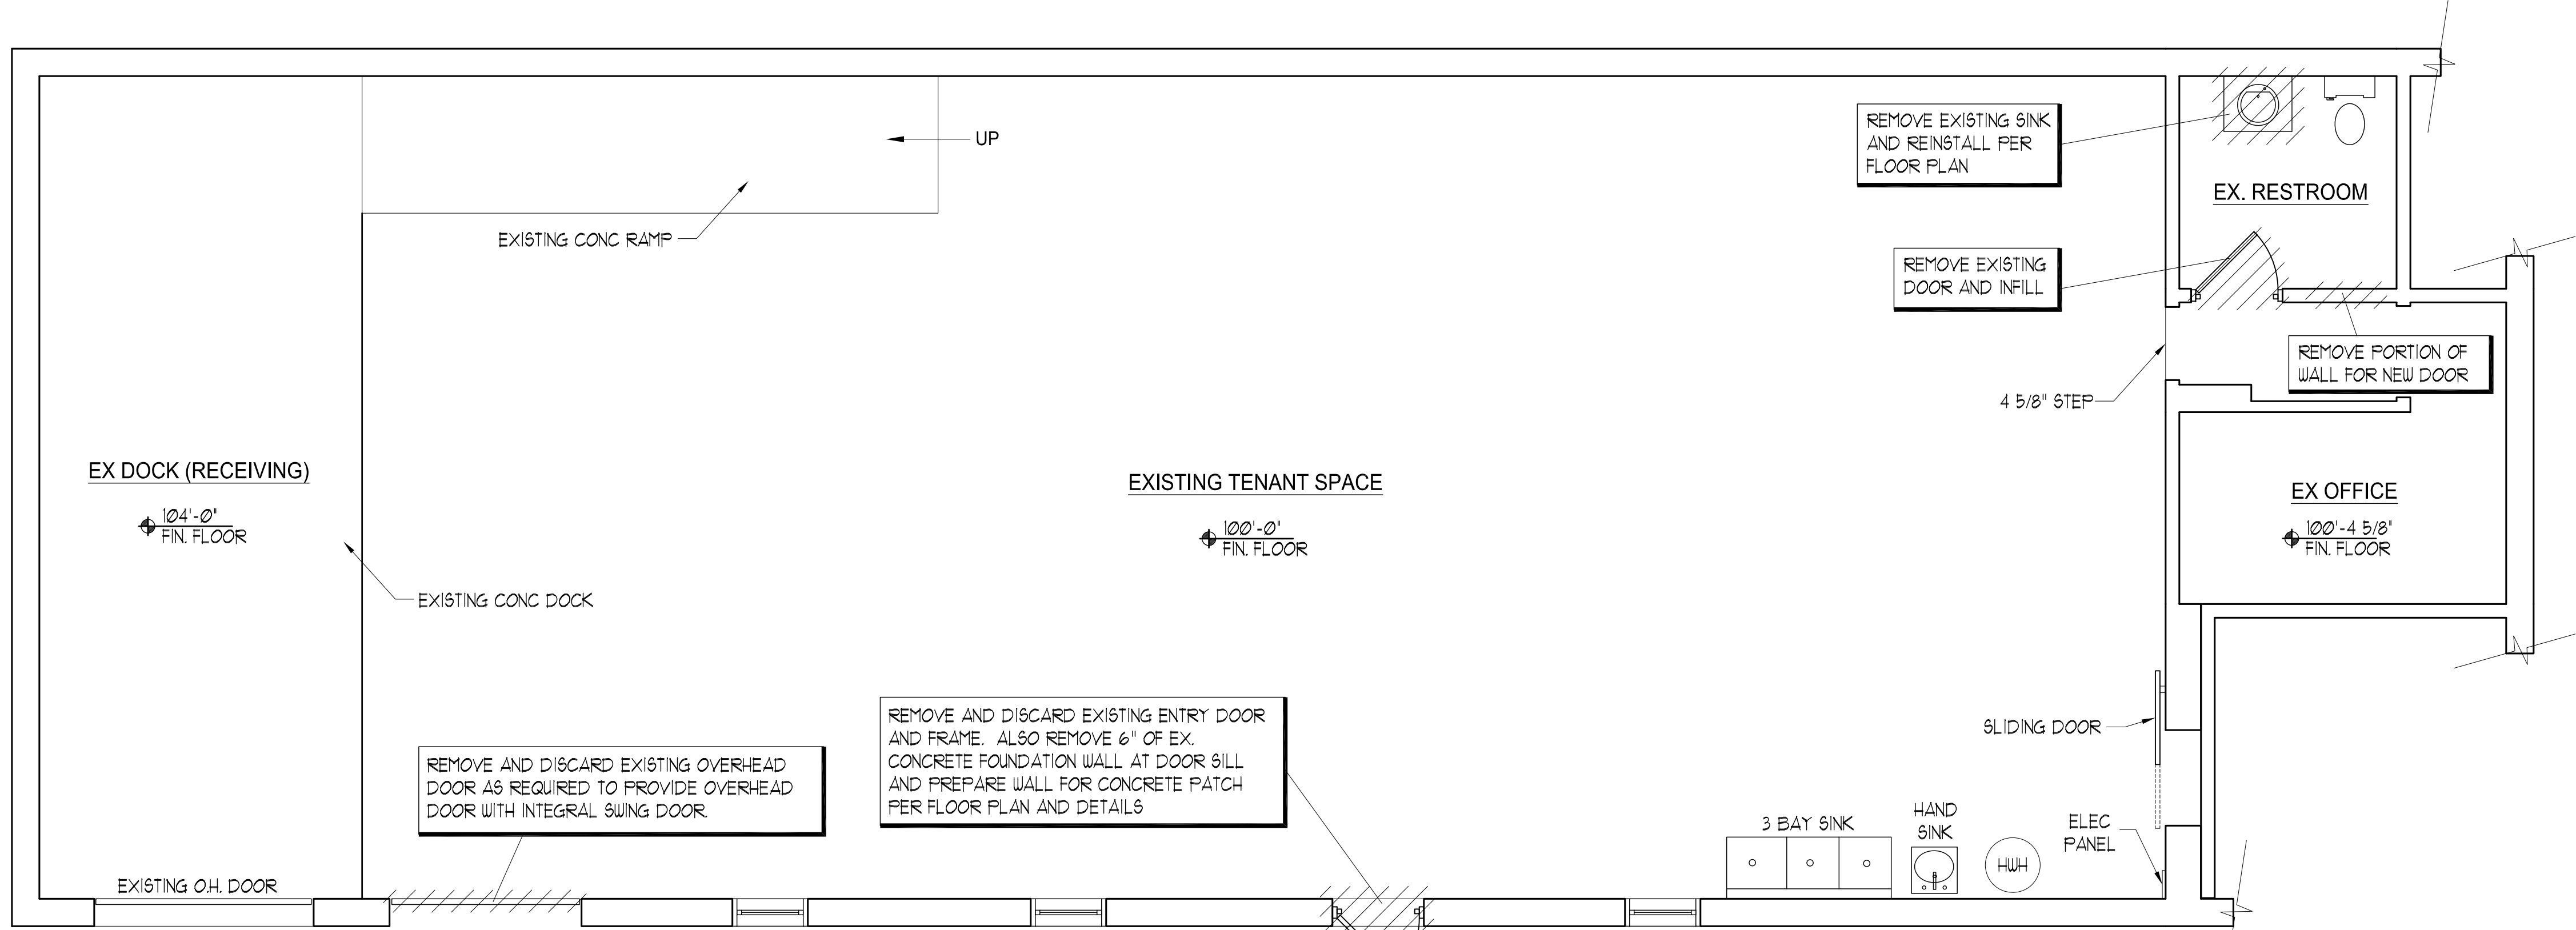 UP
REMOVE EXISTING SINK
AND REINSTALL PER
FLOOR PLAN
EX. RESTROOM
EXISTING CONC RAMP
REMOVE EXISTING
DOOR AND INFILL
REMOVE PORTION OF
WALL FOR NEW DOOR
4 5/8" STEP
EX DOCK (RECEIVING)
104'-0"
FIN. FLOOR
EXISTING TENANT SPACE
100'-0"
FIN. FLOOR
EX OFFICE
100'-4 5/8"
FIN. FLOOR
EXISTING CONC DOCK
REMOVE AND DISCARD EXISTING OVERHEAD
DOOR AS REQUIRED TO PROVIDE OVERHEAD
DOOR WITH INTEGRAL SWING DOOR.
REMOVE AND DISCARD EXISTING ENTRY DOOR
AND FRAME. ALSO REMOVE 6" OF EX.
CONCRETE FOUNDATION WALL AT DOOR SILL
AND PREPARE WALL FOR CONCRETE PATCH
PER FLOOR PLAN AND DETAILS
SLIDING DOOR
3 BAY SINK
HAND
SINK
HWH
ELEC
PANEL
EXISTING O.H. DOOR